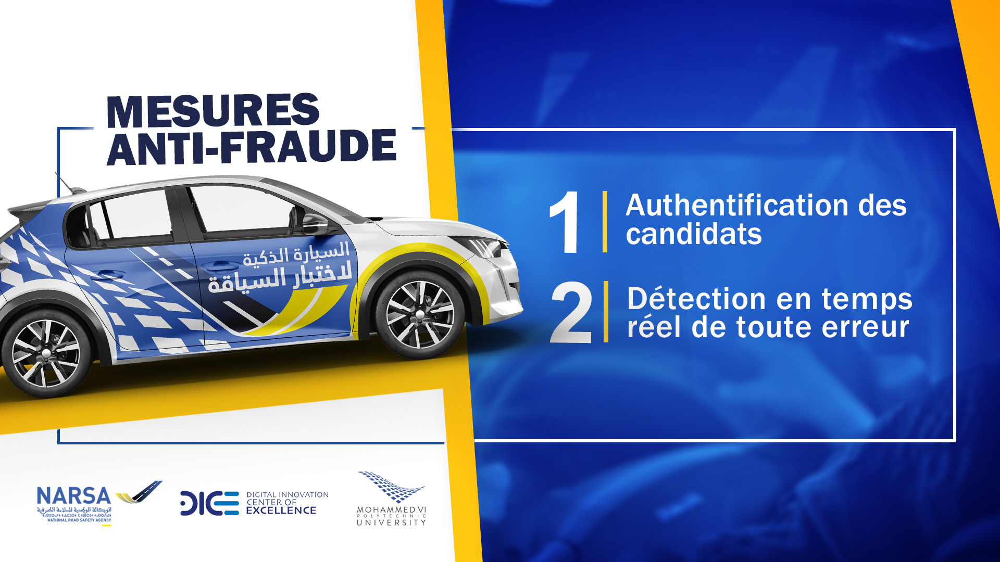 MESURES
ANTI-FRAUDE
السيارة الذكية
لاختبار السياقة
1
Authentification des
candidats
2
Détection en temps
réel de toute erreur
NARSA
الوكالة الوطنية للسلامة الطرقية
NATIONAL ROAD SAFETY AGENCY
DICE
DIGITAL INNOVATION
CENTER OF
EXCELLENCE
MOHAMMED VI
POLYTECHNIC
UNIVERSITY